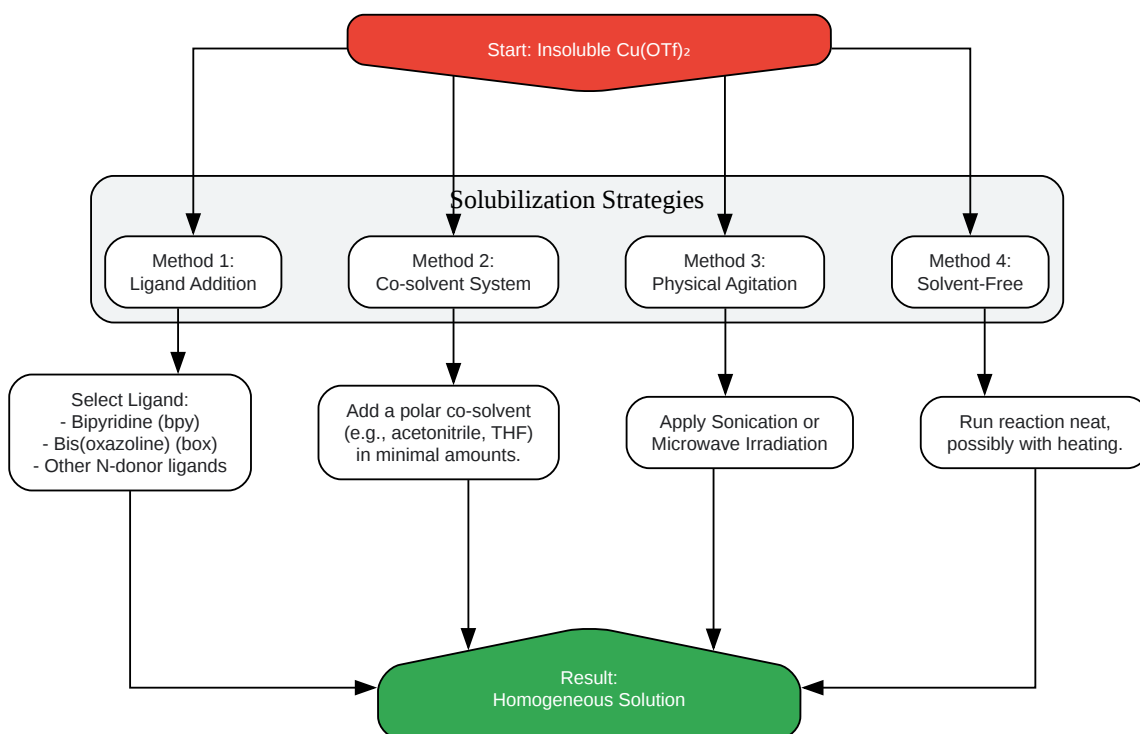 Start: Insoluble Cu(OTf)₂
Solubilization Strategies
Method 1:
Ligand Addition
Method 2:
Co-solvent System
Method 3:
Physical Agitation
Method 4:
Solvent-Free
Select Ligand:
- Bipyridine (bpy)
- Bis(oxazoline) (box)
- Other N-donor ligands
Add a polar co-solvent
(e.g., acetonitrile, THF)
in minimal amounts.
Apply Sonication or
Microwave Irradiation
Run reaction neat,
possibly with heating.
Result:
Homogeneous Solution